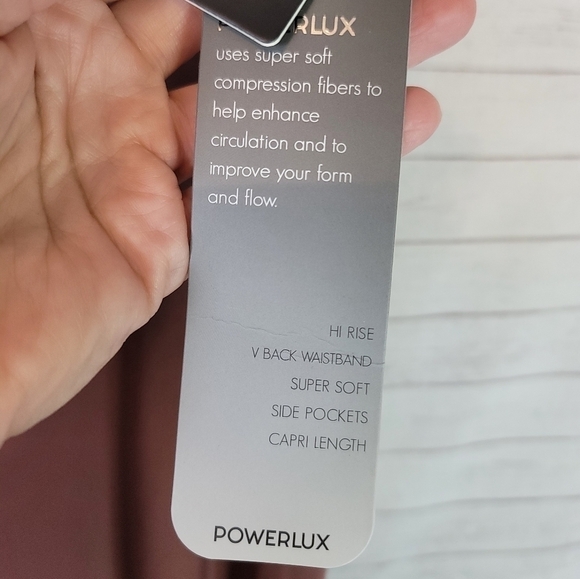 POWERLUX
uses super soft
compression fibers to
help enhance
circulation and to
improve your form
and flow.
HI RISE
V BACK WAISTBAND
SUPER SOFT
SIDE POCKETS
CAPRI LENGTH
POWERLUX